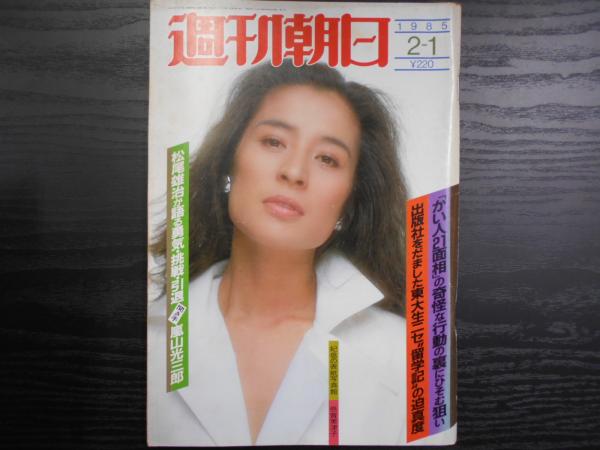 週刊朝日
1985
2-1
¥220
「かい人21面相」の奇怪な行動の裏にひそむ狙い
出版社をだました東大生ニセ"留学記"の迫真度
松尾雄治が語る勇気・挑戦・引退 嵐山光三郎